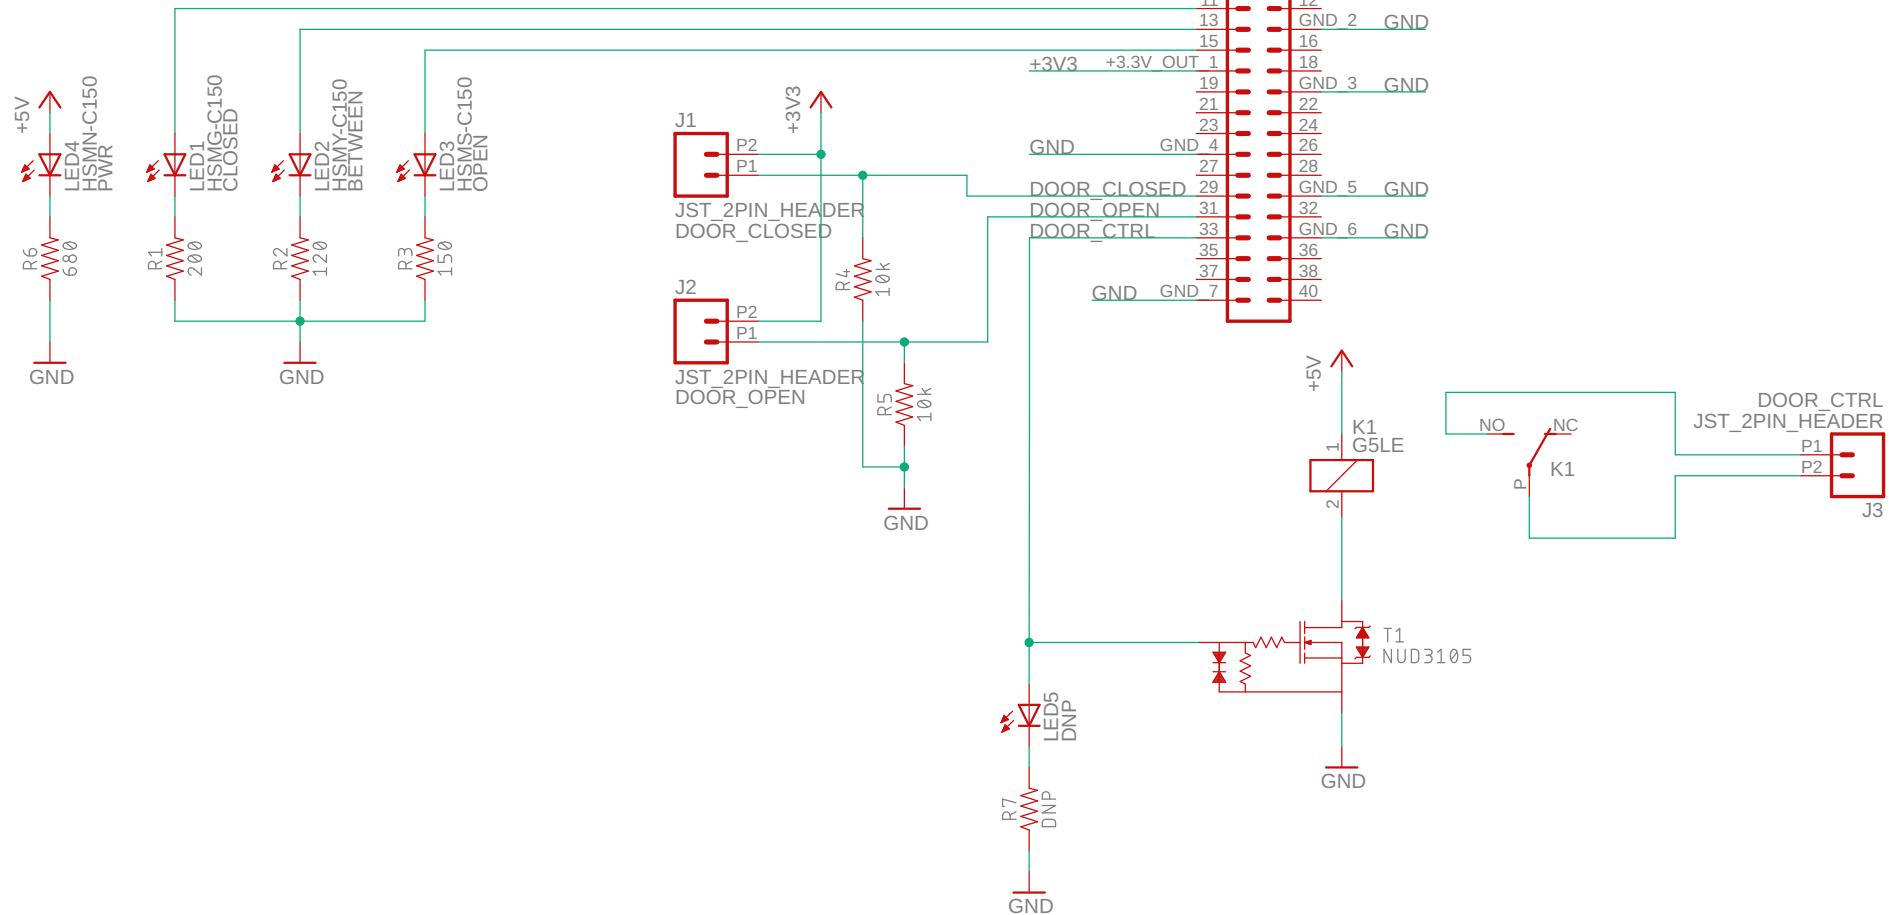 11 12
13 GND_2 GND
15 16
+3V3 +3.3V_OUT 1 18
19 GND_3 GND
21 22
23 24
GND GND_4 26
27 28
DOOR_CLOSED 29 GND_5 GND
DOOR_OPEN 31 32
DOOR_CTRL 33 GND_6 GND
35 36
37 38
GND GND_7 40
+5V
LED4
HSMN-C150
PWR
R6
680
GND
LED1
HSMG-C150
CLOSED
R1
200
LED2
HSMY-C150
BETWEEN
R2
120
GND
LED3
HSMS-C150
OPEN
R3
150
+3V3
J1
P2
P1
JST_2PIN_HEADER
DOOR_CLOSED
R4
10k
J2
P2
P1
JST_2PIN_HEADER
DOOR_OPEN
R5
10k
GND
+5V
K1
G5LE
1
2
NO
NC
K1
P
DOOR_CTRL
JST_2PIN_HEADER
P1
P2
J3
T1
NUD3105
GND
LED5
DNP
R7
DNP
GND